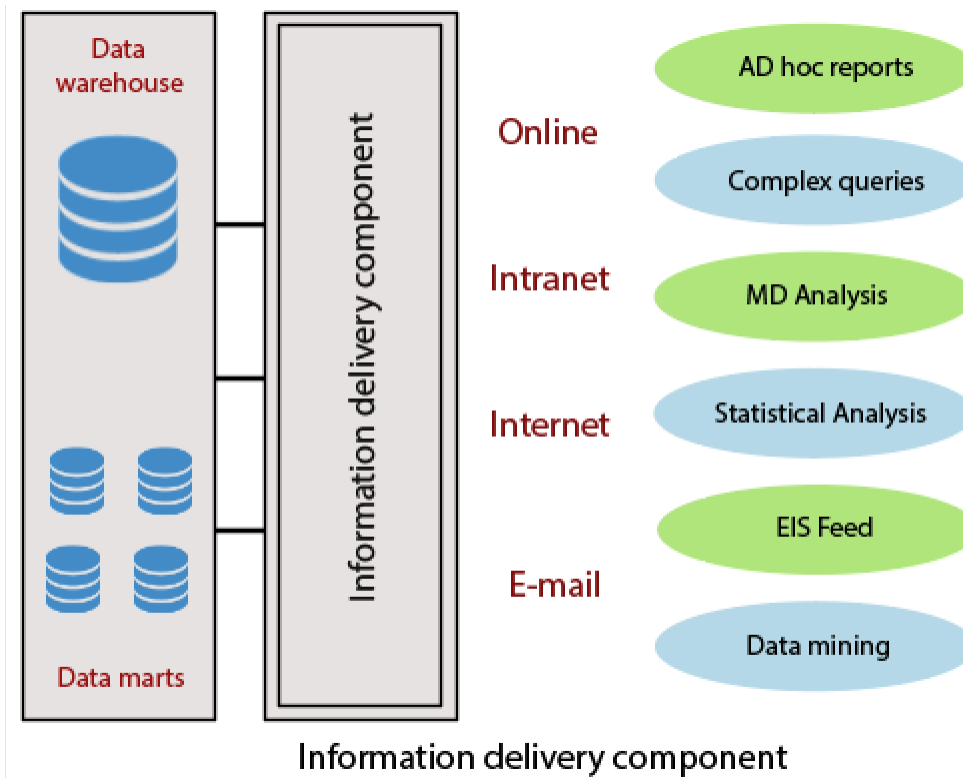 Data
warehouse
Data marts
Information delivery component
Online
Intranet
Internet
E-mail
AD hoc reports
Complex queries
MD Analysis
Statistical Analysis
EIS Feed
Data mining
Information delivery component